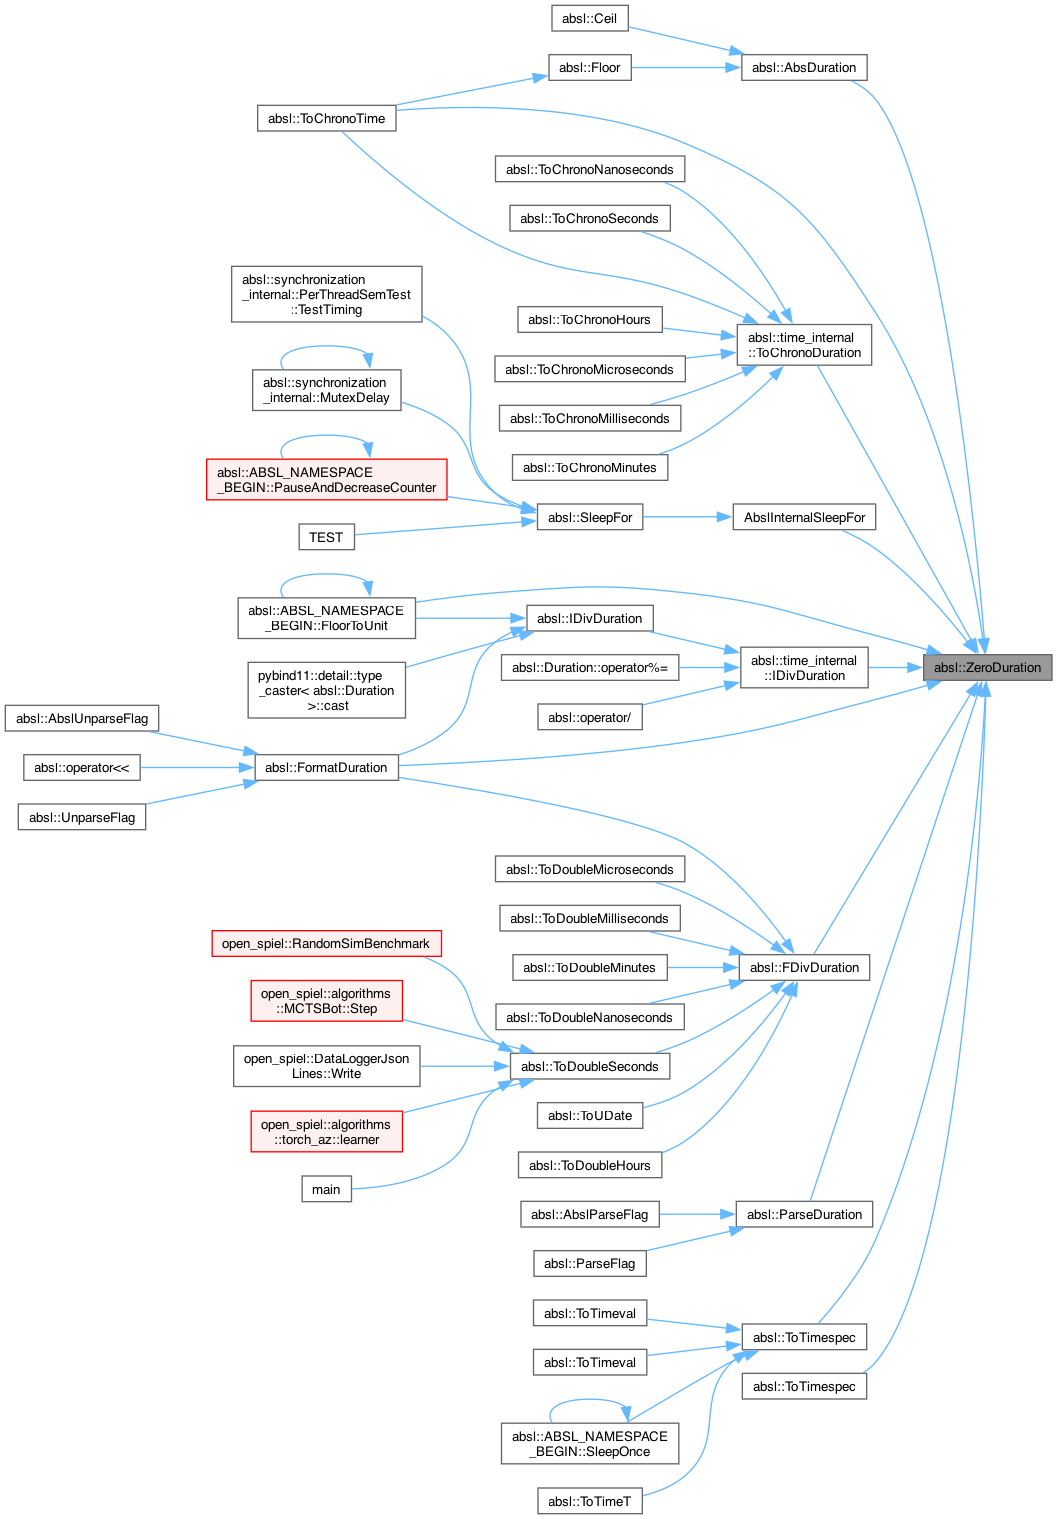 absl::Ceil
absl::Floor
absl::AbsDuration
absl::ToChronoTime
absl::ToChronoNanoseconds
absl::ToChronoSeconds
absl::synchronization
_internal::PerThreadSemTest
::TestTiming
absl::ToChronoHours
absl::time_internal
::ToChronoDuration
absl::ToChronoMicroseconds
absl::synchronization
_internal::MutexDelay
absl::ToChronoMilliseconds
absl::ToChronoMinutes
absl::ABSL_NAMESPACE
_BEGIN::PauseAndDecreaseCounter
absl::SleepFor
AbslInternalSleepFor
TEST
absl::ABSL_NAMESPACE
_BEGIN::FloorToUnit
absl::IDivDuration
absl::Duration::operator%=
absl::time_internal
::IDivDuration
absl::ZeroDuration
pybind11::detail::type
_caster< absl::Duration
>::cast
absl::operator/
absl::AbslUnparseFlag
absl::operator<<
absl::FormatDuration
absl::UnparseFlag
absl::ToDoubleMicroseconds
absl::ToDoubleMilliseconds
open_spiel::RandomSimBenchmark
absl::ToDoubleMinutes
absl::FDivDuration
open_spiel::algorithms
::MCTSBot::Step
absl::ToDoubleNanoseconds
open_spiel::DataLoggerJson
Lines::Write
absl::ToDoubleSeconds
absl::ToUDate
open_spiel::algorithms
::torch_az::learner
absl::ToDoubleHours
main
absl::AbslParseFlag
absl::ParseDuration
absl::ParseFlag
absl::ToTimeval
absl::ToTimespec
absl::ToTimeval
absl::ToTimespec
absl::ABSL_NAMESPACE
_BEGIN::SleepOnce
absl::ToTimeT